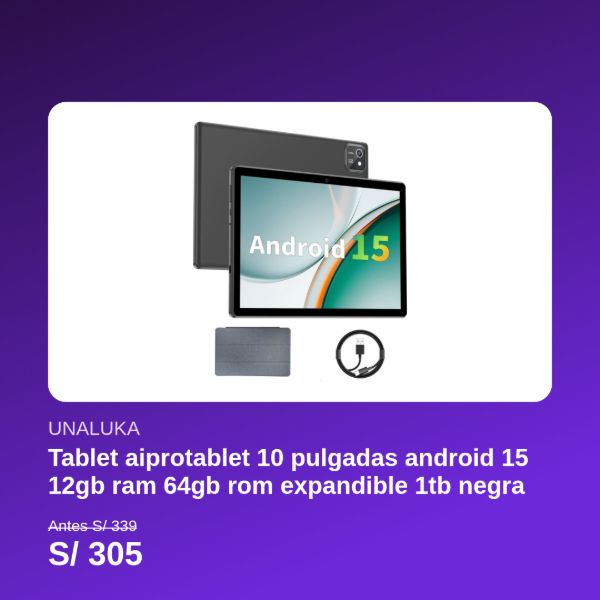 Android 15
UNALUKA
Tablet aiprotablet 10 pulgadas android 15
12gb ram 64gb rom expandible 1tb negra
Antes S/ 339
S/ 305